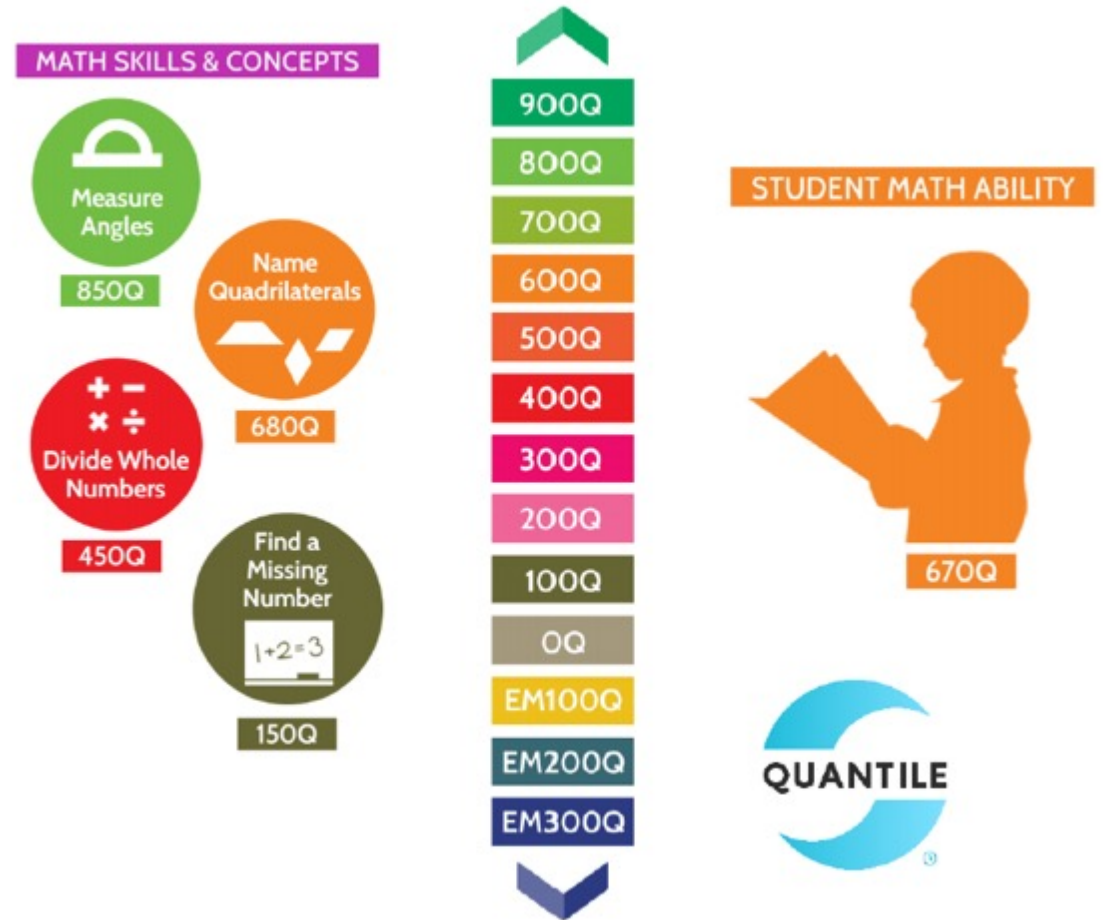 MATH SKILLS & CONCEPTS
Measure
Angles
850Q
Name
Quadrilaterals
680Q
+ −
× ÷
Divide Whole
Numbers
450Q
Find a
Missing
Number
1+2=3
150Q
900Q
800Q
700Q
600Q
500Q
400Q
300Q
200Q
100Q
0Q
EM100Q
EM200Q
EM300Q
STUDENT MATH ABILITY
670Q
QUANTILE
®